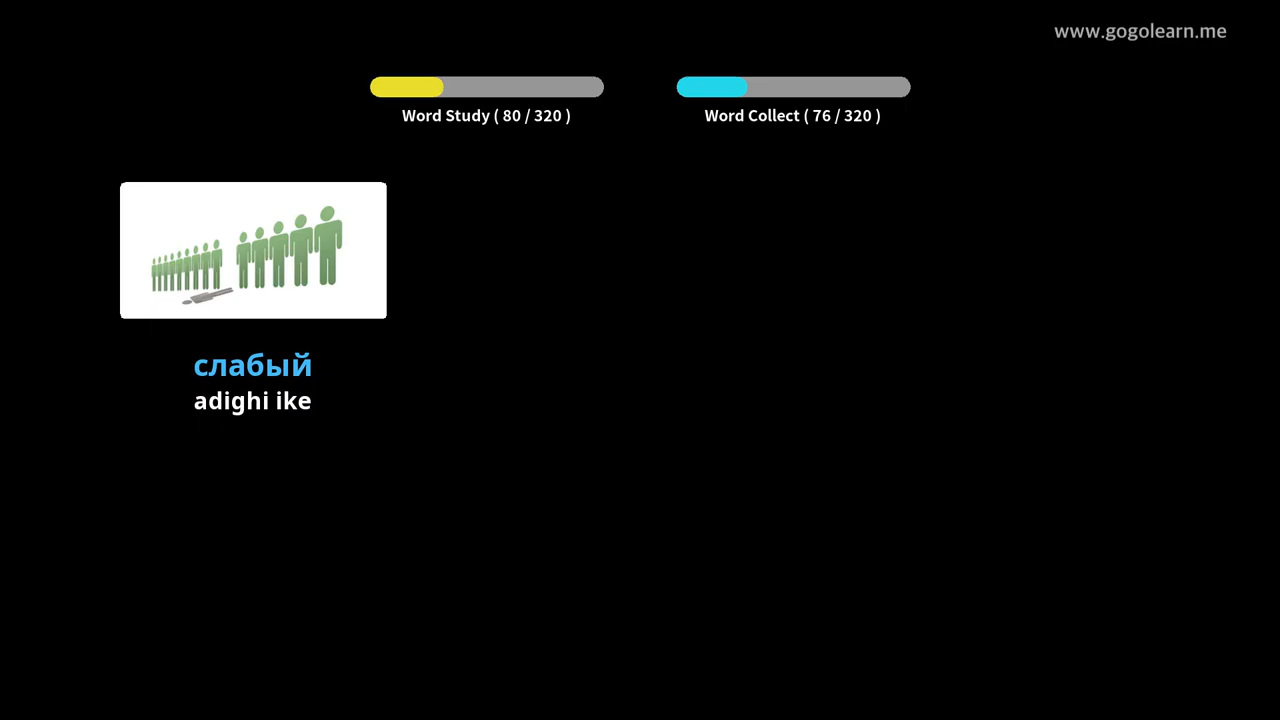 www.gogolearn.me
Word Study ( 80 / 320 )
Word Collect ( 76 / 320 )
слабый
adighi ike